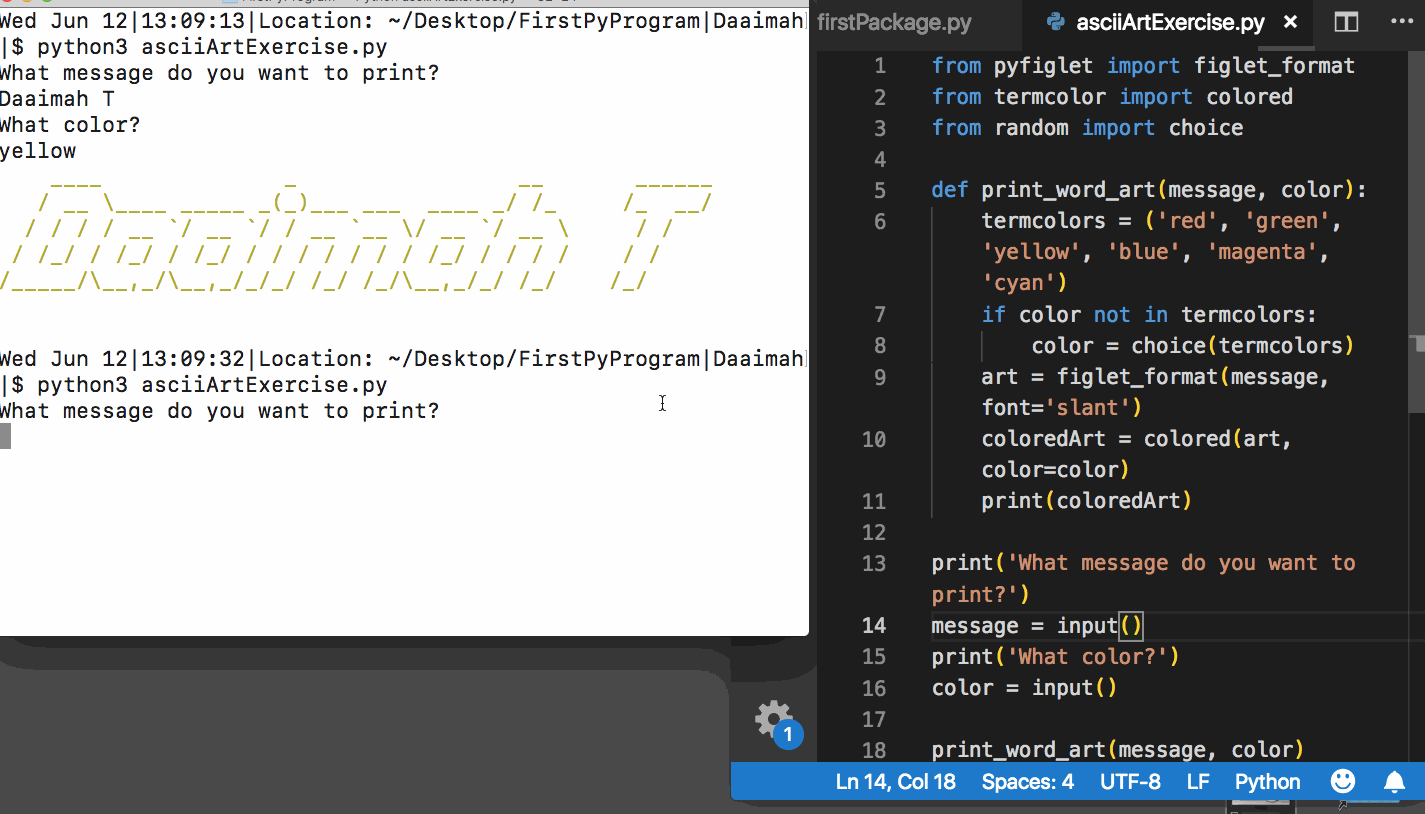 Wed Jun 12|13:09:13|Location: ~/Desktop/FirstPyProgram|Daaimah
|$ python3 asciiArtExercise.py
What message do you want to print?
Daaimah T
What color?
yellow
Daaimah T
Wed Jun 12|13:09:32|Location: ~/Desktop/FirstPyProgram|Daaimah
|$ python3 asciiArtExercise.py
What message do you want to print?
firstPackage.py
asciiArtExercise.py ×
1 from pyfiglet import figlet_format
2 from termcolor import colored
3 from random import choice
4
5 def print_word_art(message, color):
6 termcolors = ('red', 'green',
'yellow', 'blue', 'magenta',
'cyan')
7 if color not in termcolors:
8 color = choice(termcolors)
9 art = figlet_format(message,
font='slant')
10 coloredArt = colored(art,
color=color)
11 print(coloredArt)
12
13 print('What message do you want to
print?')
14 message = input()
15 print('What color?')
16 color = input()
17
18 print_word_art(message, color)
1
Ln 14, Col 18 Spaces: 4 UTF-8 LF Python